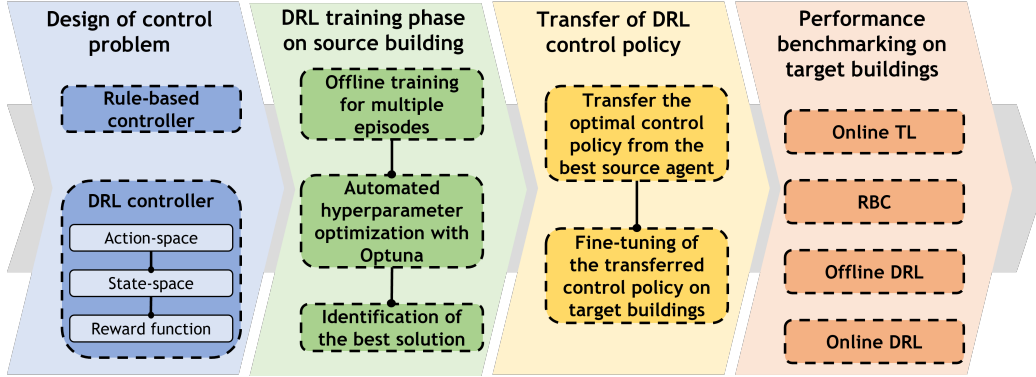 Design of control
problem
Rule-based
controller
DRL controller
Action-space
State-space
Reward function
DRL training phase
on source building
Offline training
for multiple
episodes
Automated
hyperparameter
optimization with
Optuna
Identification of
the best solution
Transfer of DRL
control policy
Transfer the
optimal control
policy from the
best source agent
Fine-tuning of
the transferred
control policy on
target buildings
Performance
benchmarking on
target buildings
Online TL
RBC
Offline DRL
Online DRL